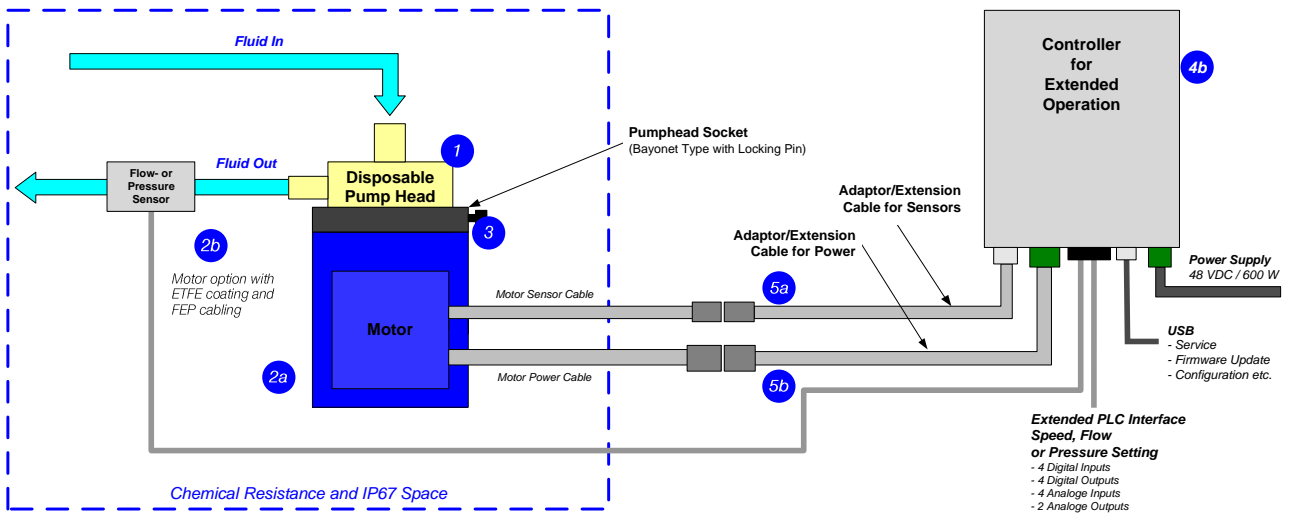 Fluid In
Controller
for
Extended
Operation
4b
Pumphead Socket
(Bayonet Type with Locking Pin)
1
Fluid Out
Flow- or
Pressure
Sensor
Disposable
Pump Head
3
2b
Motor option with
ETFE coating and
FEP cabling
Adaptor/Extension
Cable for Sensors
Adaptor/Extension
Cable for Power
Power Supply
48 VDC / 600 W
Motor Sensor Cable
5a
Motor
USB
- Service
- Firmware Update
- Configuration etc.
2a
Motor Power Cable
5b
Extended PLC Interface
Speed, Flow
or Pressure Setting
- 4 Digital Inputs
- 4 Digital Outputs
- 4 Analoge Inputs
- 2 Analoge Outputs
Chemical Resistance and IP67 Space